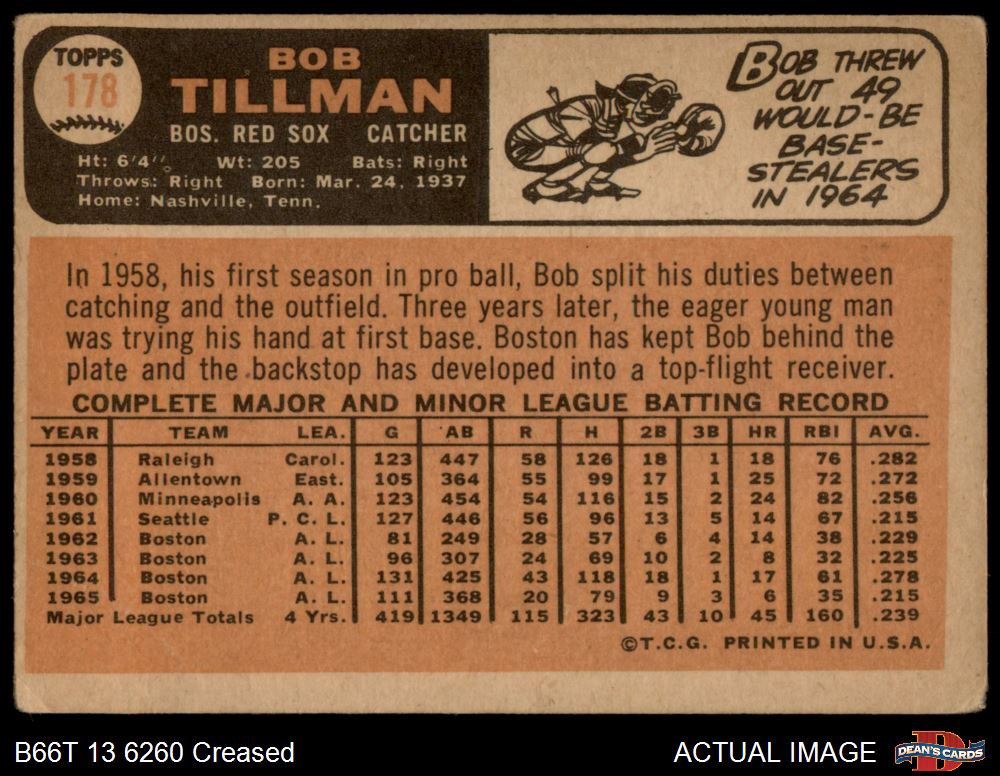 TOPPS
178
BOB
TILLMAN
BOS. RED SOX CATCHER
Ht: 6'4" Wt: 205 Bats: Right
Throws: Right Born: Mar. 24, 1937
Home: Nashville, Tenn.
BOB THREW
OUT 49
WOULD-BE
BASE-
STEALERS
IN 1964
In 1958, his first season in pro ball, Bob split his duties between
catching and the outfield. Three years later, the eager young man
was trying his hand at first base. Boston has kept Bob behind the
plate and the backstop has developed into a top-flight receiver.
COMPLETE MAJOR AND MINOR LEAGUE BATTING RECORD
YEAR TEAM LEA. G AB R H 2B 3B HR RBI AVG.
1958 Raleigh Carol. 123 447 58 126 18 1 18 76 .282
1959 Allentown East. 105 364 55 99 17 1 25 72 .272
1960 Minneapolis A. A. 123 454 54 116 15 2 24 82 .256
1961 Seattle P. C. L. 127 446 56 96 13 5 14 67 .215
1962 Boston A. L. 81 249 28 57 6 4 14 38 .229
1963 Boston A. L. 96 307 24 69 10 2 8 32 .225
1964 Boston A. L. 131 425 43 118 18 1 17 61 .278
1965 Boston A. L. 111 368 20 79 9 3 6 35 .215
Major League Totals 4 Yrs. 419 1349 115 323 43 10 45 160 .239
©T.C.G. PRINTED IN U.S.A.
B66T 13 6260 Creased
ACTUAL IMAGE
DEAN'S CARDS